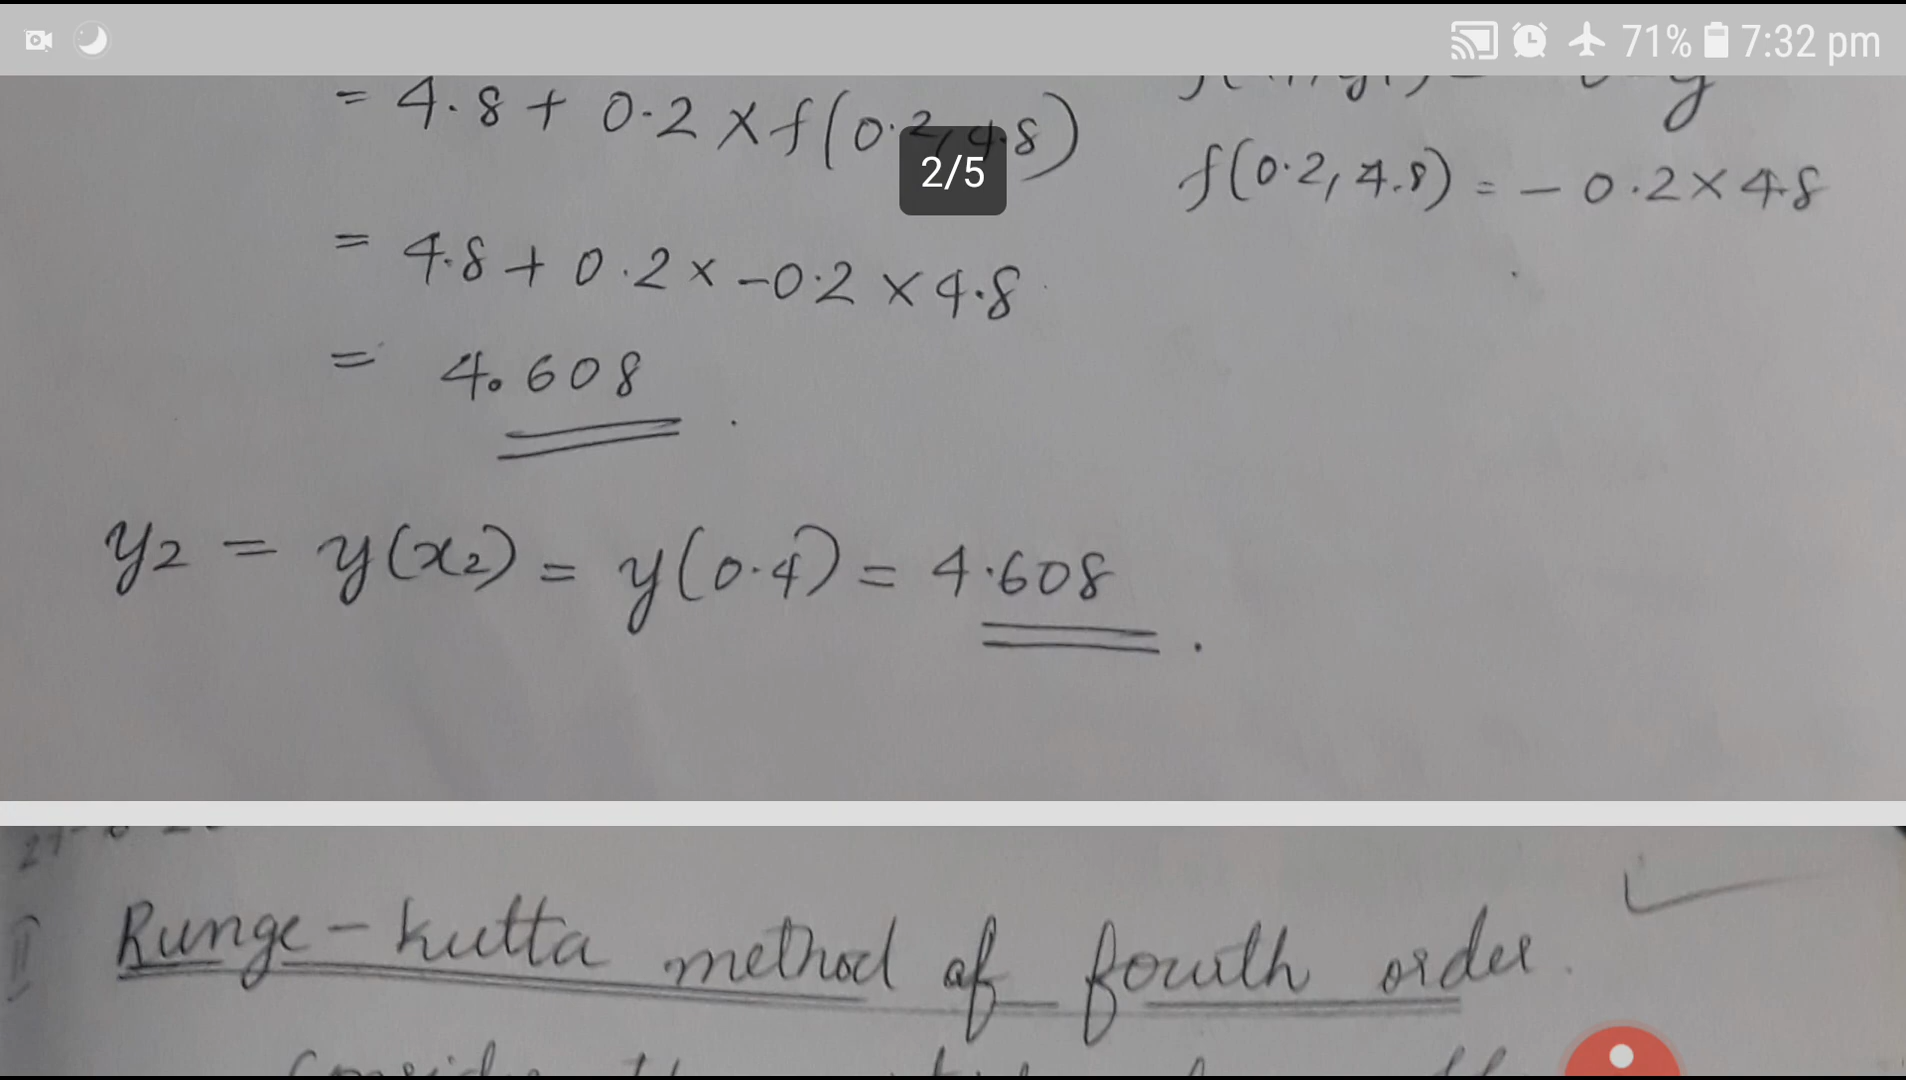 71% 7:32 pm
= 4.8 + 0.2 × f(0.2, 4.8)
2/5
f(0.2, 4.8) = - 0.2 × 4.8
= 4.8 + 0.2 × -0.2 × 4.8
= 4.608
y2 = y(x2) = y(0.4) = 4.608
Runge-kutta method of fourth order.